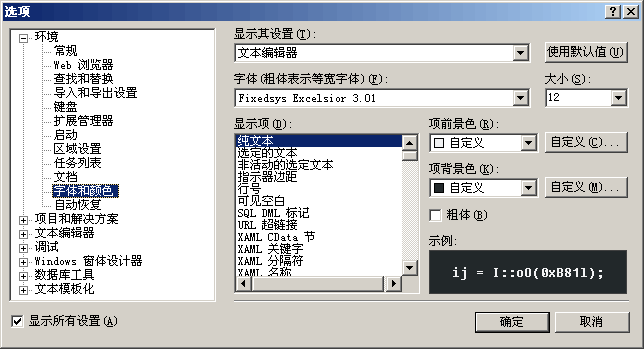 选项
环境
常规
Web 浏览器
查找和替换
导入和导出设置
键盘
扩展管理器
启动
区域设置
任务列表
文档
字体和颜色
自动恢复
项目和解决方案
文本编辑器
调试
Windows 窗体设计器
数据库工具
文本模板化
显示所有设置(A)
显示其设置(T):
文本编辑器
使用默认值(U)
字体(粗体表示等宽字体)(F):
Fixedsys Excelsior 3.01
大小(S):
12
显示项(D):
纯文本
选定的文本
非活动的选定文本
指示器边距
行号
可见空白
SQL DML 标记
URL 超链接
XAML CData 节
XAML 关键字
XAML 分隔符
XAML 名称
项前景色(R):
自定义
自定义(C)...
项背景色(K):
自定义
自定义(M)...
粗体(B)
示例:
ij = I::oO(0xB81l);
确定
取消